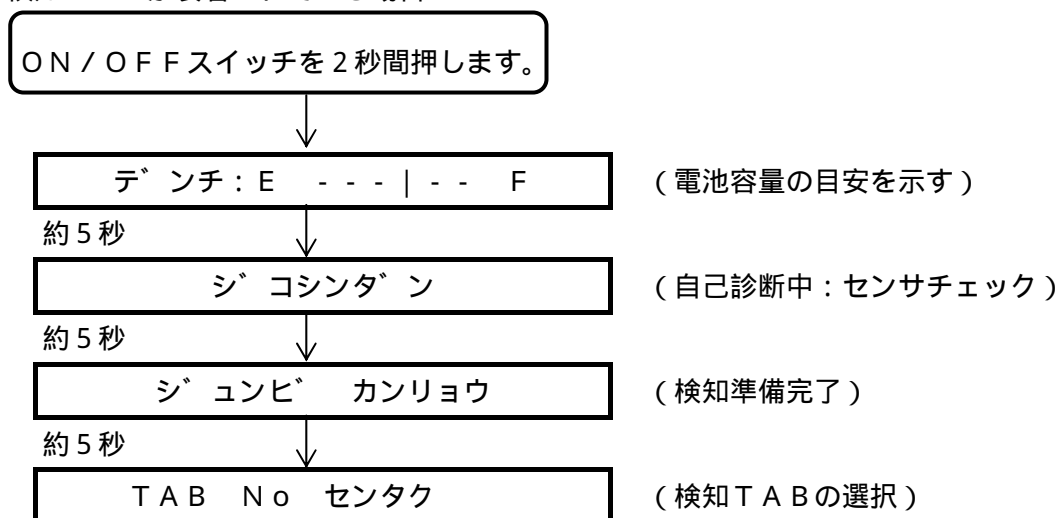 ＯＮ／ＯＦＦスイッチを２秒間押します。
デンチ：Ｅ　- - - | - -　Ｆ　（電池容量の目安を示す）
約５秒
ジコシンダン　（自己診断中：センサチェック）
約５秒
ジュンビ　カンリョウ　（検知準備完了）
約５秒
ＴＡＢ　Ｎｏ　センタク　（検知ＴＡＢの選択）